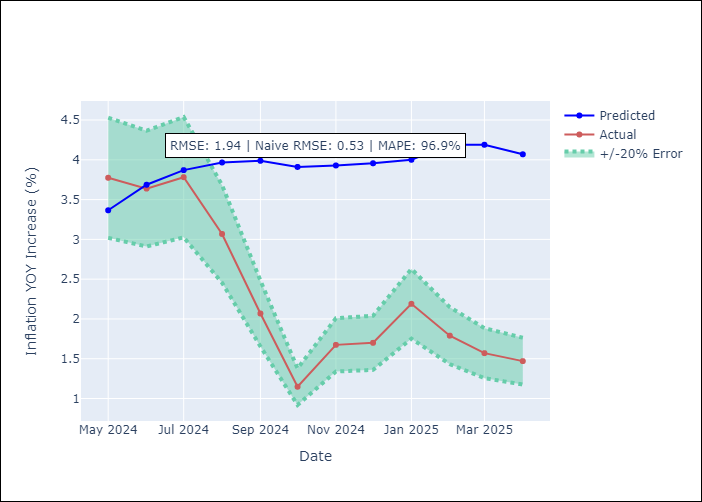 RMSE: 1.94 | Naive RMSE: 0.53 | MAPE: 96.9%
Predicted
Actual
+/-20% Error
Inflation YOY Increase (%)
4.5
4
3.5
3
2.5
2
1.5
1
May 2024
Jul 2024
Sep 2024
Nov 2024
Jan 2025
Mar 2025
Date